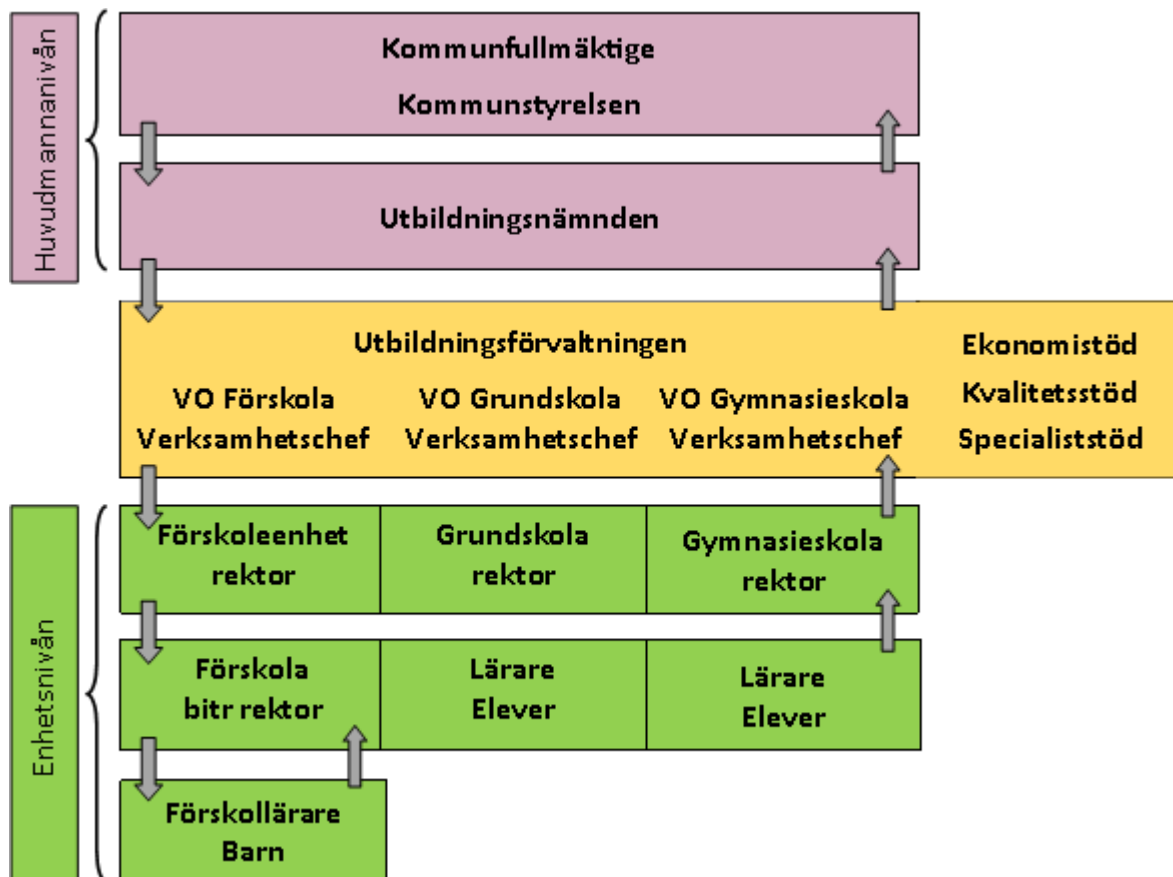 Huvudmannanivån
Kommunfullmäktige
Kommunstyrelsen
Utbildningsnämnden
Utbildningsförvaltningen
VO Förskola
Verksamhetschef
VO Grundskola
Verksamhetschef
VO Gymnasieskola
Verksamhetschef
Ekonomistöd
Kvalitetsstöd
Specialiststöd
Enhetsnivån
Förskoleenhet
rektor
Grundskola
rektor
Gymnasieskola
rektor
Förskola
bitr rektor
Lärare
Elever
Lärare
Elever
Förskollärare
Barn